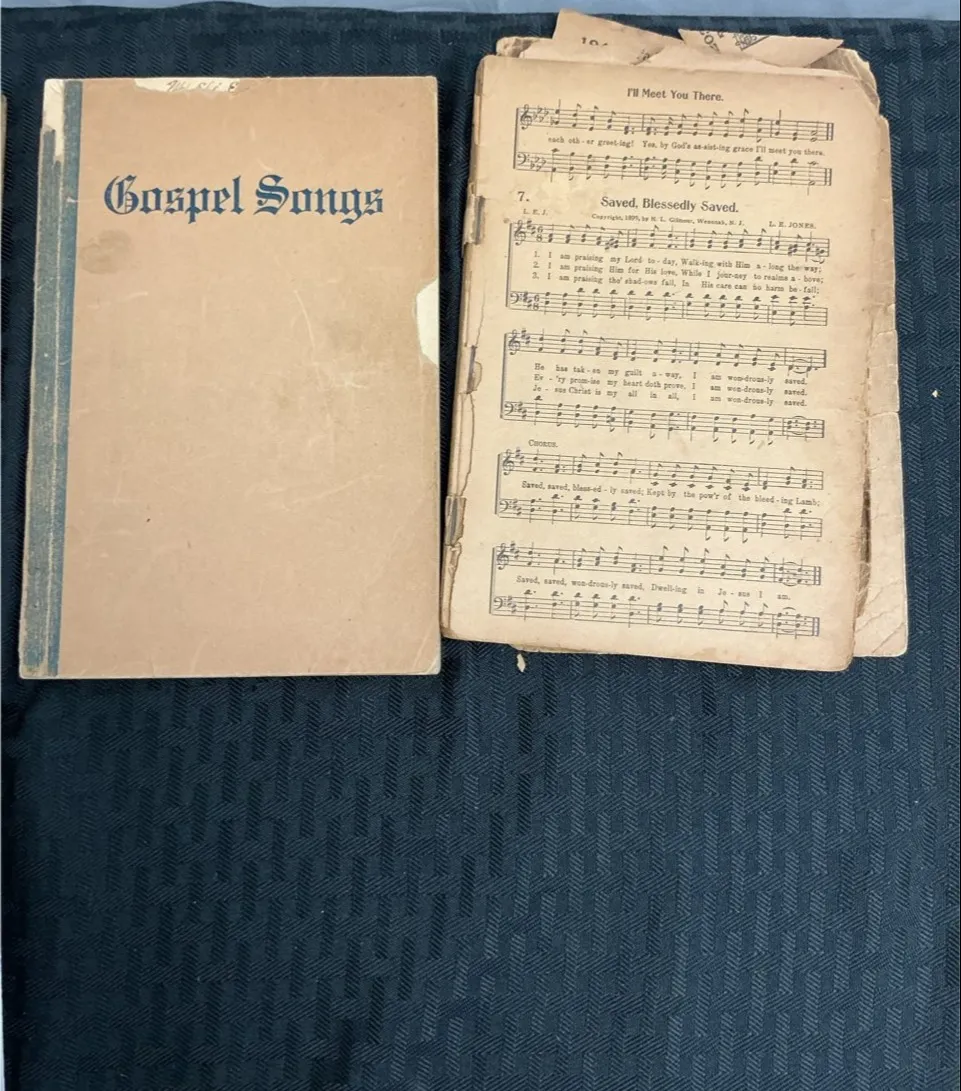 Gospel Songs
I'll Meet You There.
each oth - er greet-ing! Yes, by God's as-sist-ing grace I'll meet you there.
7.
Saved, Blessedly Saved.
L. E. J.
Copyright, 1899, by H. L. Gilmour, Wenonah, N. J.
L. E. JONES.
1. I am praising my Lord to - day, Walk-ing with Him a - long the way;
2. I am praising Him for His love, While I jour-ney to realms a - bove;
3. I am praising the' shad-ows fall, In His care can no harm be - fall;
He has tak - en my guilt a - way, I am won-drous-ly saved.
Ev - 'ry prom-ise my heart doth prove, I am won-drous-ly saved.
Je - sus Christ is my all in all, I am won-drous-ly saved.
CHORUS.
Saved, saved, bless-ed - ly saved; Kept by the pow'r of the bleed - ing Lamb;
Saved, saved, won-drous-ly saved, Dwell-ing in Je - sus I am.